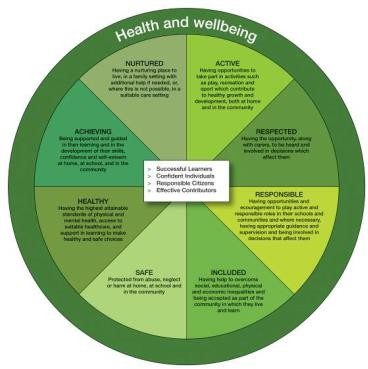 Health and wellbeing
NURTURED
Having a nurturing place to
live, in a family setting with
additional help if needed, or,
where this is not possible, in a
suitable care setting
ACTIVE
Having opportunities to
take part in activities such
as play, recreation and
sport which contribute
to healthy growth and
development, both at home
and in the community
ACHIEVING
Being supported and guided
in their learning and in the
development of their skills,
confidence and self-esteem
at home, at school, and in the
community
RESPECTED
Having the opportunity, along
with carers, to be heard and
involved in decisions which
affect them
> Successful Learners
> Confident Individuals
> Responsible Citizens
> Effective Contributors
HEALTHY
Having the highest attainable
standards of physical and
mental health, access to
suitable healthcare, and
support in learning to make
healthy and safe choices
RESPONSIBLE
Having opportunities and
encouragement to play active and
responsible roles in their schools and
communities and where necessary,
having appropriate guidance and
supervision and being involved in
decisions that affect them
SAFE
Protected from abuse, neglect
or harm at home, at school and
in the community
INCLUDED
Having help to overcome
social, educational, physical
and economic inequalities and
being accepted as part of the
community in which they live
and learn